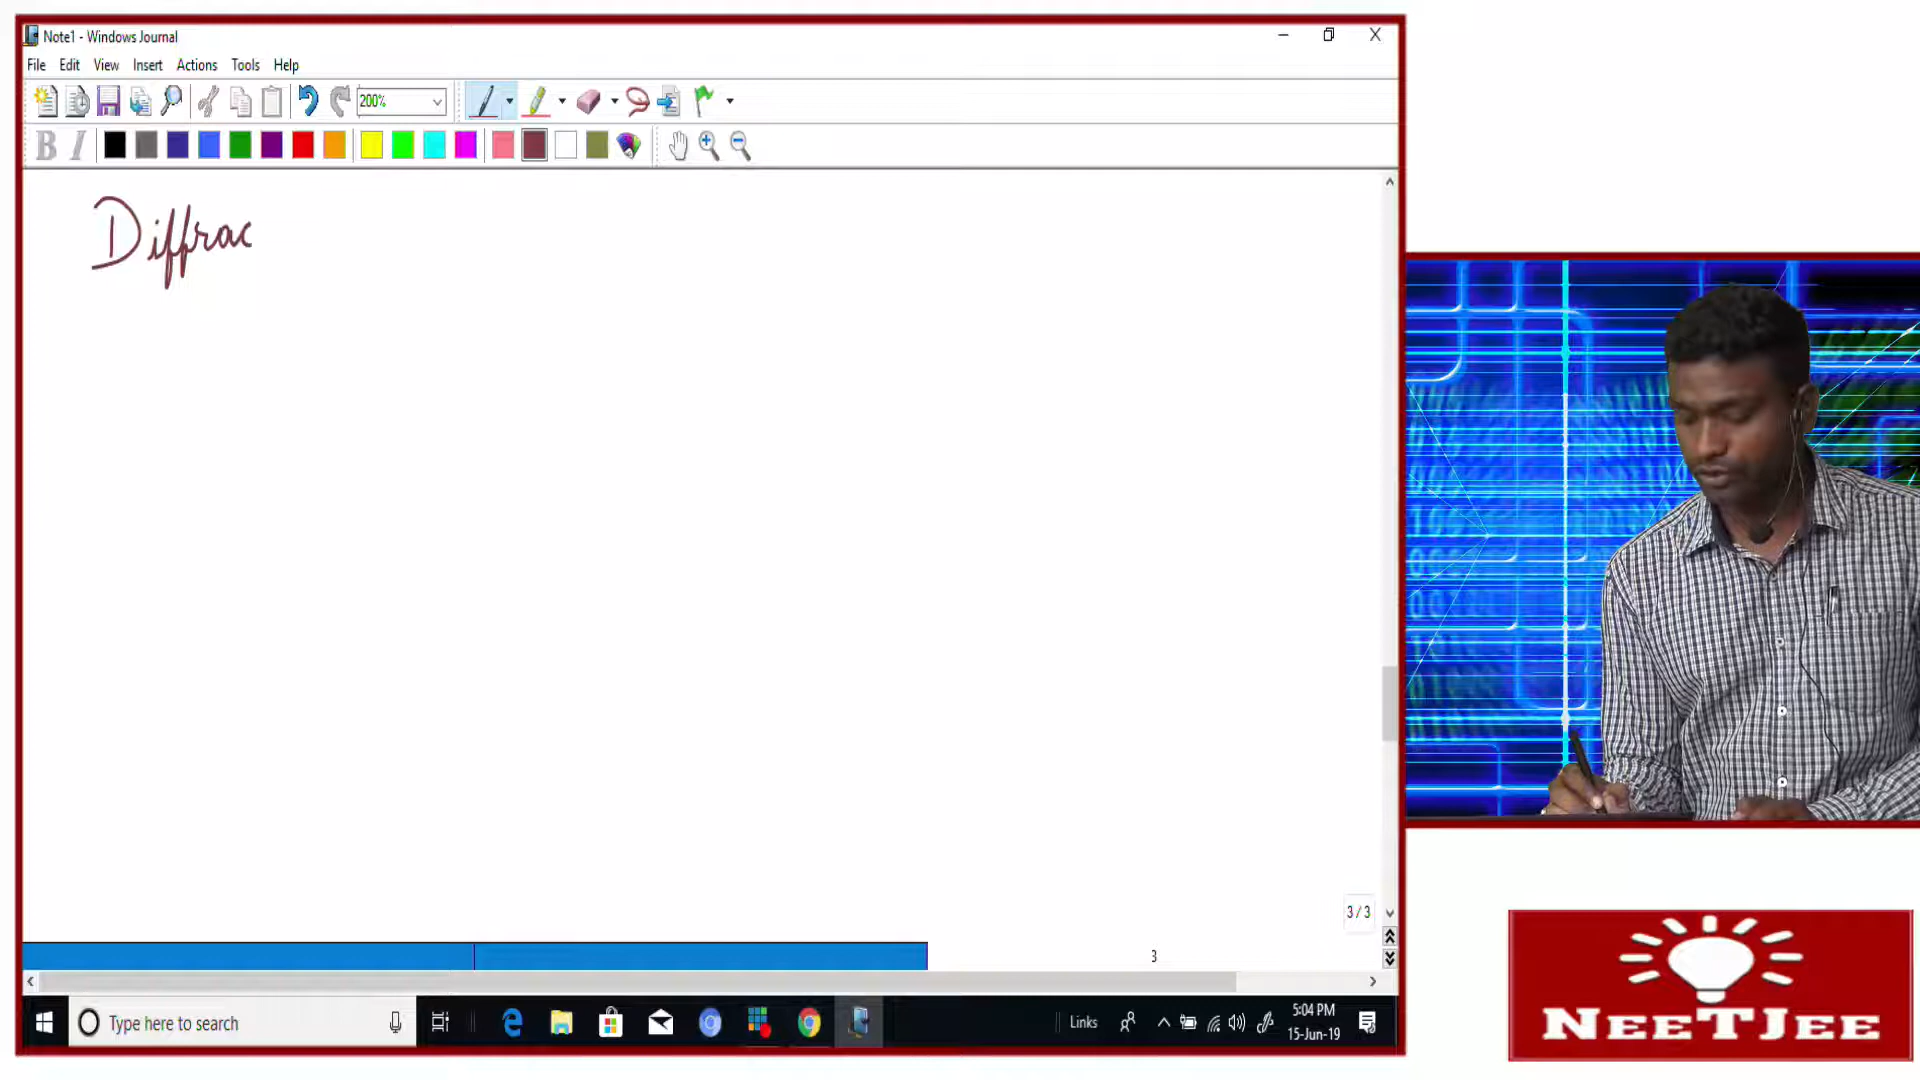 Note1 - Windows Journal
File Edit View Insert Actions Tools Help
200%
B I
Diffrac
3 / 3
3
Type here to search
Links
5:04 PM
15-Jun-19
NEETJEE